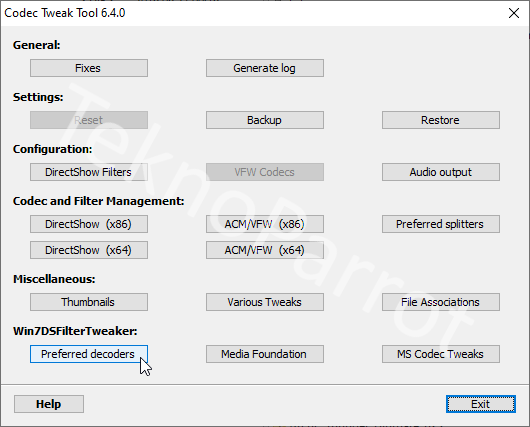 Codec Tweak Tool 6.4.0
General:
Fixes Generate log
Settings:
Reset Backup Restore
Configuration:
DirectShow Filters VFW Codecs Audio output
Codec and Filter Management:
DirectShow (x86) ACM/VFW (x86) Preferred splitters
DirectShow (x64) ACM/VFW (x64)
Miscellaneous:
Thumbnails Various Tweaks File Associations
Win7DSFilterTweaker:
Preferred decoders Media Foundation MS Codec Tweaks
Help Exit
TeknoParrot